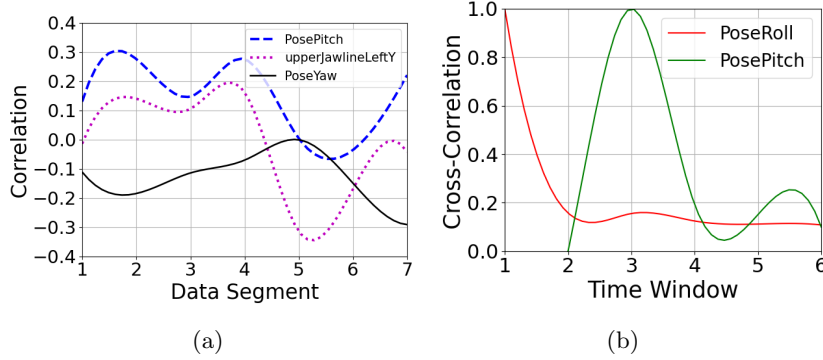 0.4
0.3
0.2
0.1
0.0
−0.1
−0.2
−0.3
−0.4
Correlation
PosePitch
upperJawlineLeftY
PoseYaw
1 2 3 4 5 6 7
Data Segment
(a)
1.0
0.8
0.6
0.4
0.2
0.0
Cross-Correlation
PoseRoll
PosePitch
1 2 3 4 5 6
Time Window
(b)